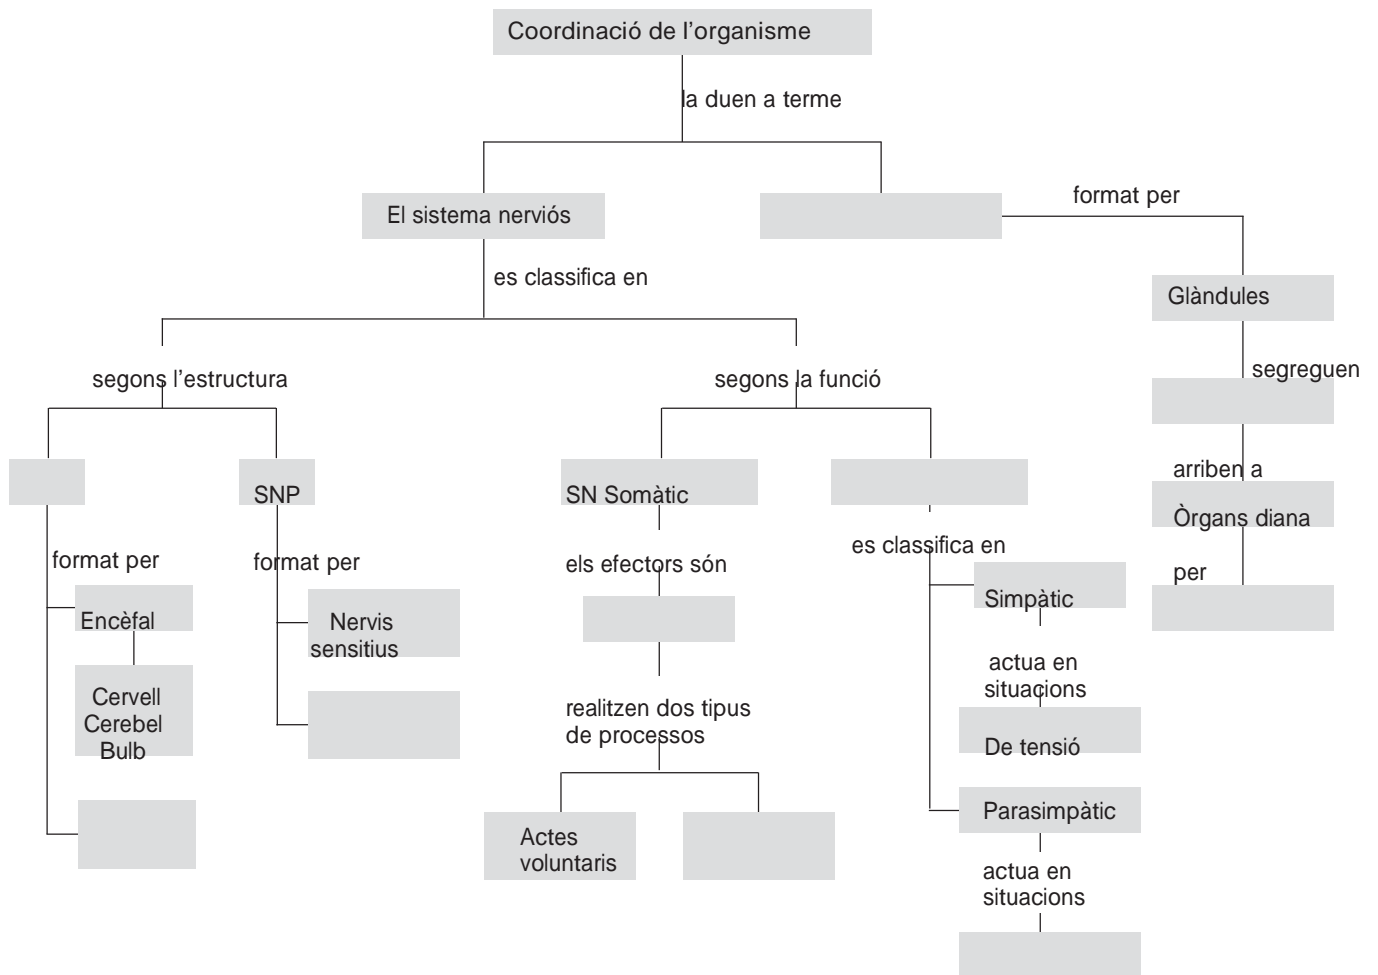 Coordinació de l'organisme
la duen a terme
format per
El sistema nerviós
es classifica en
Glàndules
segreguen
segons l'estructura
segons la funció
arriben a
SNP
SN Somàtic
Òrgans diana
es classifica en
format per
format per
els efectors són
per
Simpàtic
Encèfal
Nervis
sensitius
actua en
situacions
Cervell
Cerebel
Bulb
realitzen dos tipus
de processos
De tensió
Parasimpàtic
Actes
voluntaris
actua en
situacions